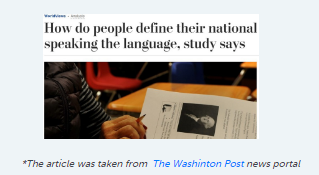 WorldViews • Analysis
How do people define their national
speaking the language, study says
*The article was taken from The Washinton Post news portal